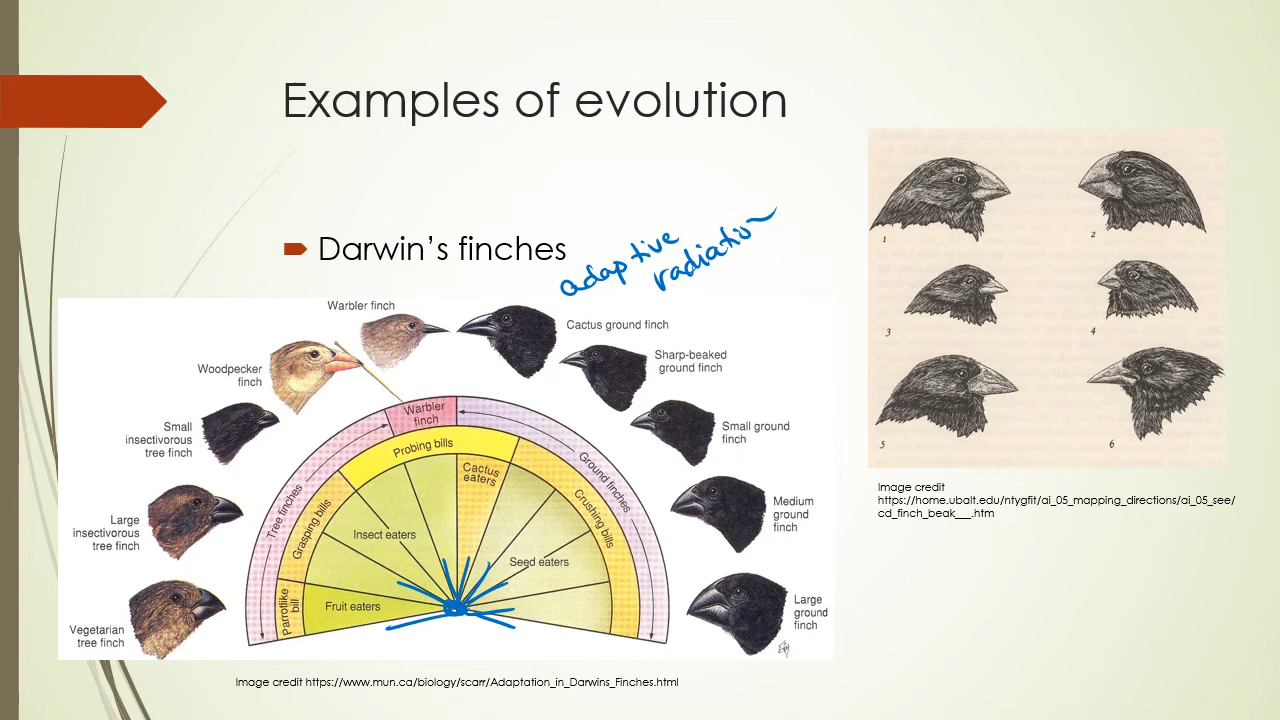 Examples of evolution
Darwin’s finches
adaptive
radiation
Warbler finch
Cactus ground finch
Woodpecker
finch
Sharp-beaked
ground finch
Small
insectivorous
tree finch
Small ground
finch
Large
insectivorous
tree finch
Medium
ground
finch
Vegetarian
tree finch
Large
ground
finch
Warbler
finch
Tree finches
Ground finches
Probing bills
Grasping bills
Crushing bills
Parrotlike
bill
Cactus
eaters
Insect eaters
Seed eaters
Fruit eaters
Image credit https://www.mun.ca/biology/scarr/Adaptation_in_Darwins_Finches.html
1
2
3
4
5
6
Image credit
https://home.ubalt.edu/ntygfit/ai_05_mapping_directions/ai_05_see/
cd_finch_beak___.htm